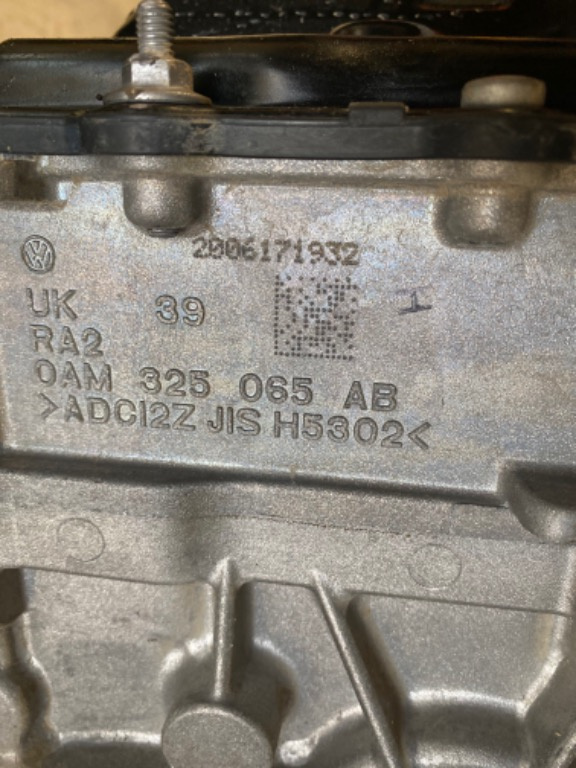 2006171932
UK 39
RA2
0AM 325 065 AB
>ADC12Z JIS H5302<